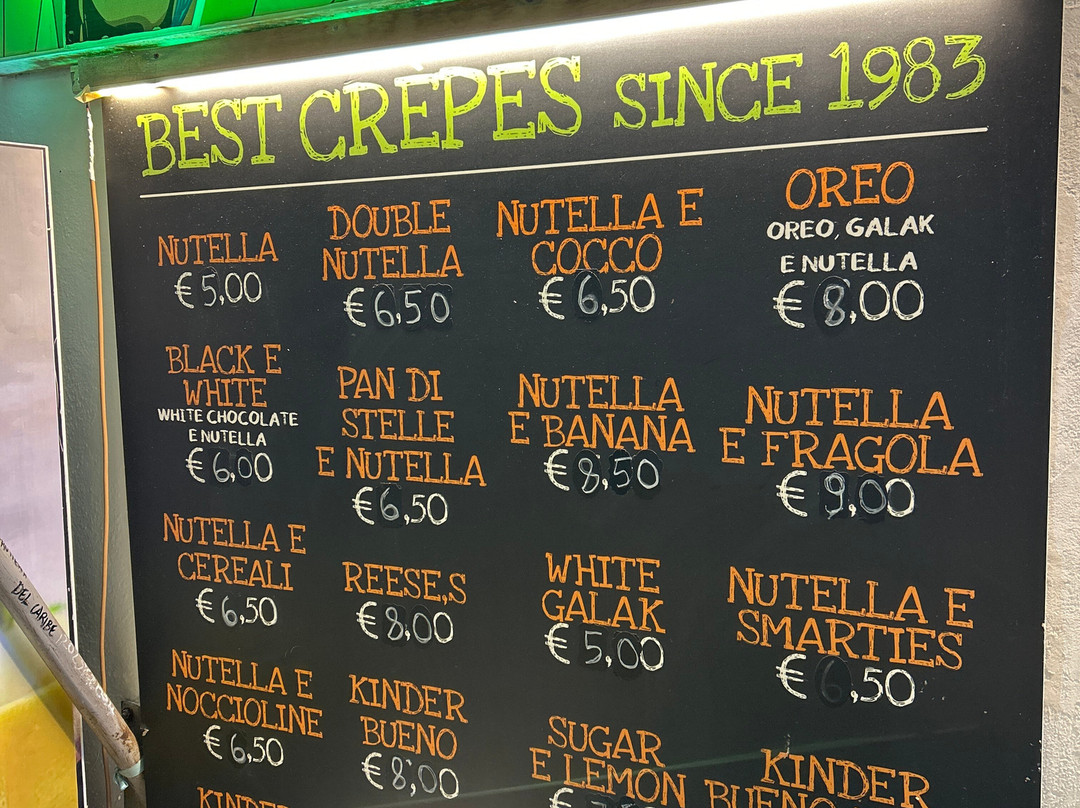 BEST CRÈPES SINCE 1983
NUTELLA
€ 5,00
DOUBLE
NUTELLA
€ 6,50
NUTELLA E
COCCO
€ 6,50
OREO
OREO, GALAK
E NUTELLA
€ 8,00
BLACK E
WHITE
WHITE CHOCOLATE
E NUTELLA
€ 6,00
PAN DI
STELLE
E NUTELLA
€ 6,50
NUTELLA
E BANANA
€ 8,50
NUTELLA
E FRAGOLA
€ 9,00
NUTELLA E
CEREALI
€ 6,50
REESE,S
€ 8,00
WHITE
GALAK
€ 5,00
NUTELLA E
SMARTIES
€ 6,50
NUTELLA E
NOCCIOLINE
€ 6,50
KINDER
BUENO
€ 8,00
SUGAR
E LEMON
€
KINDER
BUENO
KINDER
DEL CARIBE